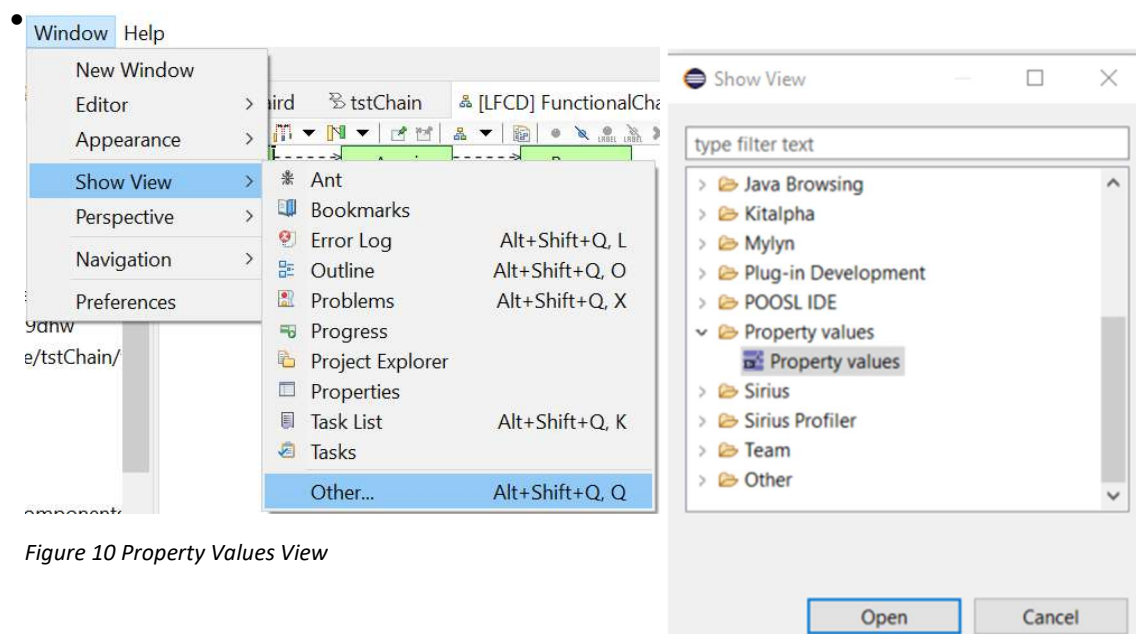 Window Help
New Window
Editor
Appearance
Show View
Perspective
Navigation
Preferences
aird
tstChain
[LFCD] FunctionalCha
Ant
Bookmarks
Error Log Alt+Shift+Q, L
Outline Alt+Shift+Q, O
Problems Alt+Shift+Q, X
Progress
Project Explorer
Properties
Task List Alt+Shift+Q, K
Tasks
Other... Alt+Shift+Q, Q
e/tstChain/
Figure 10 Property Values View
Show View
type filter text
Java Browsing
Kitalpha
Mylyn
Plug-in Development
POOSL IDE
Property values
Property values
Sirius
Sirius Profiler
Team
Other
Open Cancel